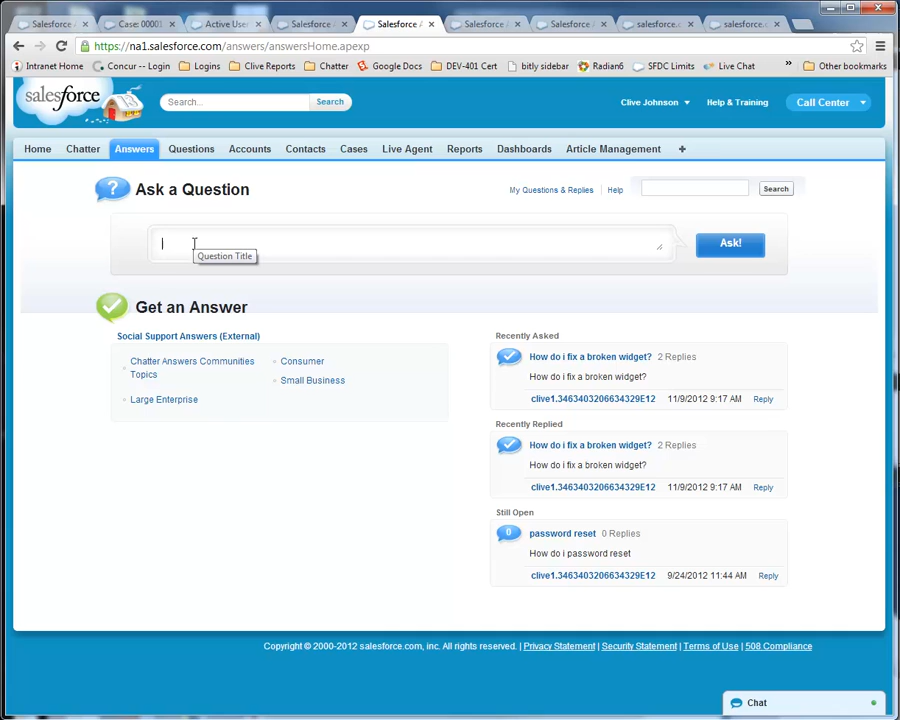 Salesforce
Case: 00001
Active User
Salesforce
Salesforce A
Salesforce
Salesforce
salesforce.c
salesforce.c
https://na1.salesforce.com/answers/answersHome.apexp
Intranet Home Concur -- Login Logins Clive Reports Chatter Google Docs DEV-401 Cert bitly sidebar Radian6 SFDC Limits Live Chat » Other bookmarks
salesforce
Search... Search
Clive Johnson Help & Training Call Center
Home Chatter Answers Questions Accounts Contacts Cases Live Agent Reports Dashboards Article Management +
? Ask a Question
My Questions & Replies Help Search
Ask!
Question Title
Get an Answer
Social Support Answers (External)
Chatter Answers Communities
Topics
Consumer
Small Business
Large Enterprise
Recently Asked
How do i fix a broken widget? 2 Replies
How do i fix a broken widget?
clive1.3463403206634329E12 11/9/2012 9:17 AM Reply
Recently Replied
How do i fix a broken widget? 2 Replies
How do i fix a broken widget?
clive1.3463403206634329E12 11/9/2012 9:17 AM Reply
Still Open
0 password reset 0 Replies
How do i password reset
clive1.3463403206634329E12 9/24/2012 11:44 AM Reply
Copyright © 2000-2012 salesforce.com, inc. All rights reserved. | Privacy Statement | Security Statement | Terms of Use | 508 Compliance
Chat